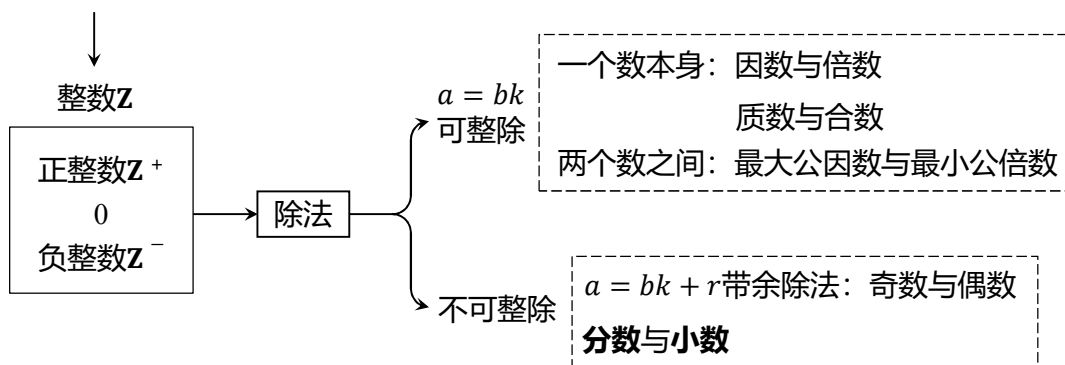 整数Z
正整数Z⁺
0
负整数Z⁻
除法
a = bk
可整除
一个数本身：因数与倍数
质数与合数
两个数之间：最大公因数与最小公倍数
不可整除
a = bk + r带余除法：奇数与偶数
分数与小数